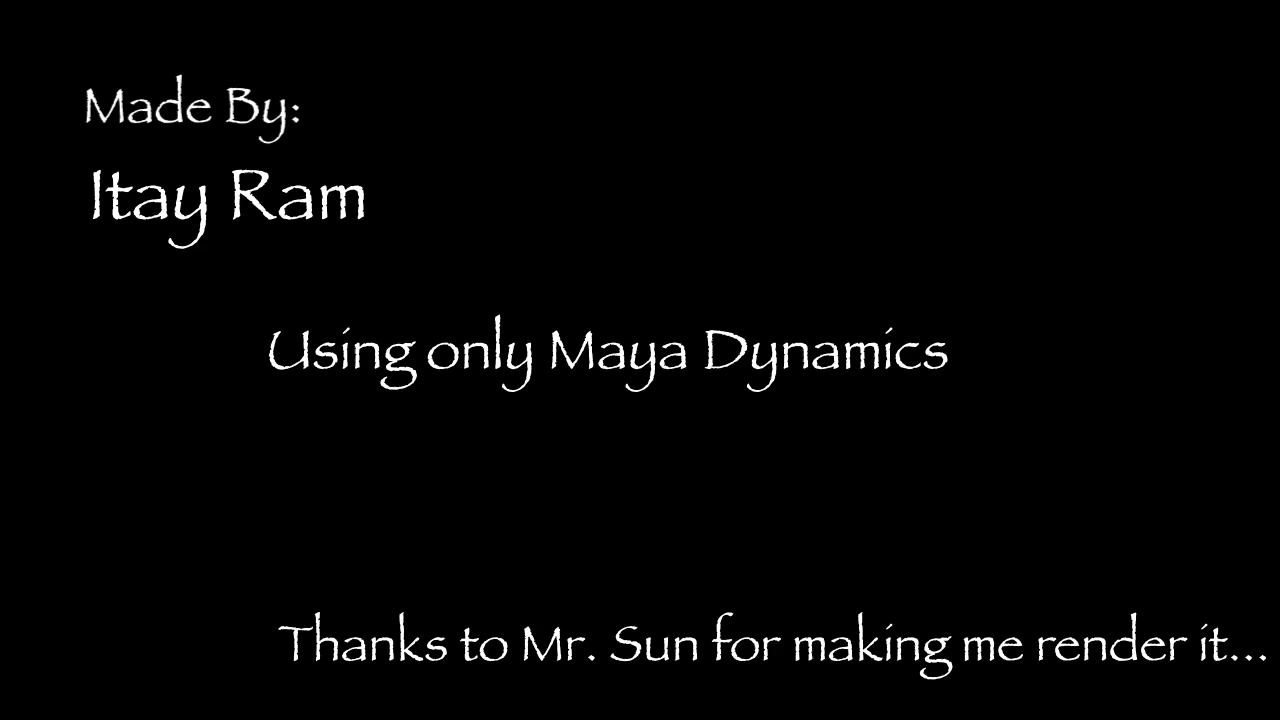 Made By:
Itay Ram
Using only Maya Dynamics
Thanks to Mr. Sun for making me render it...